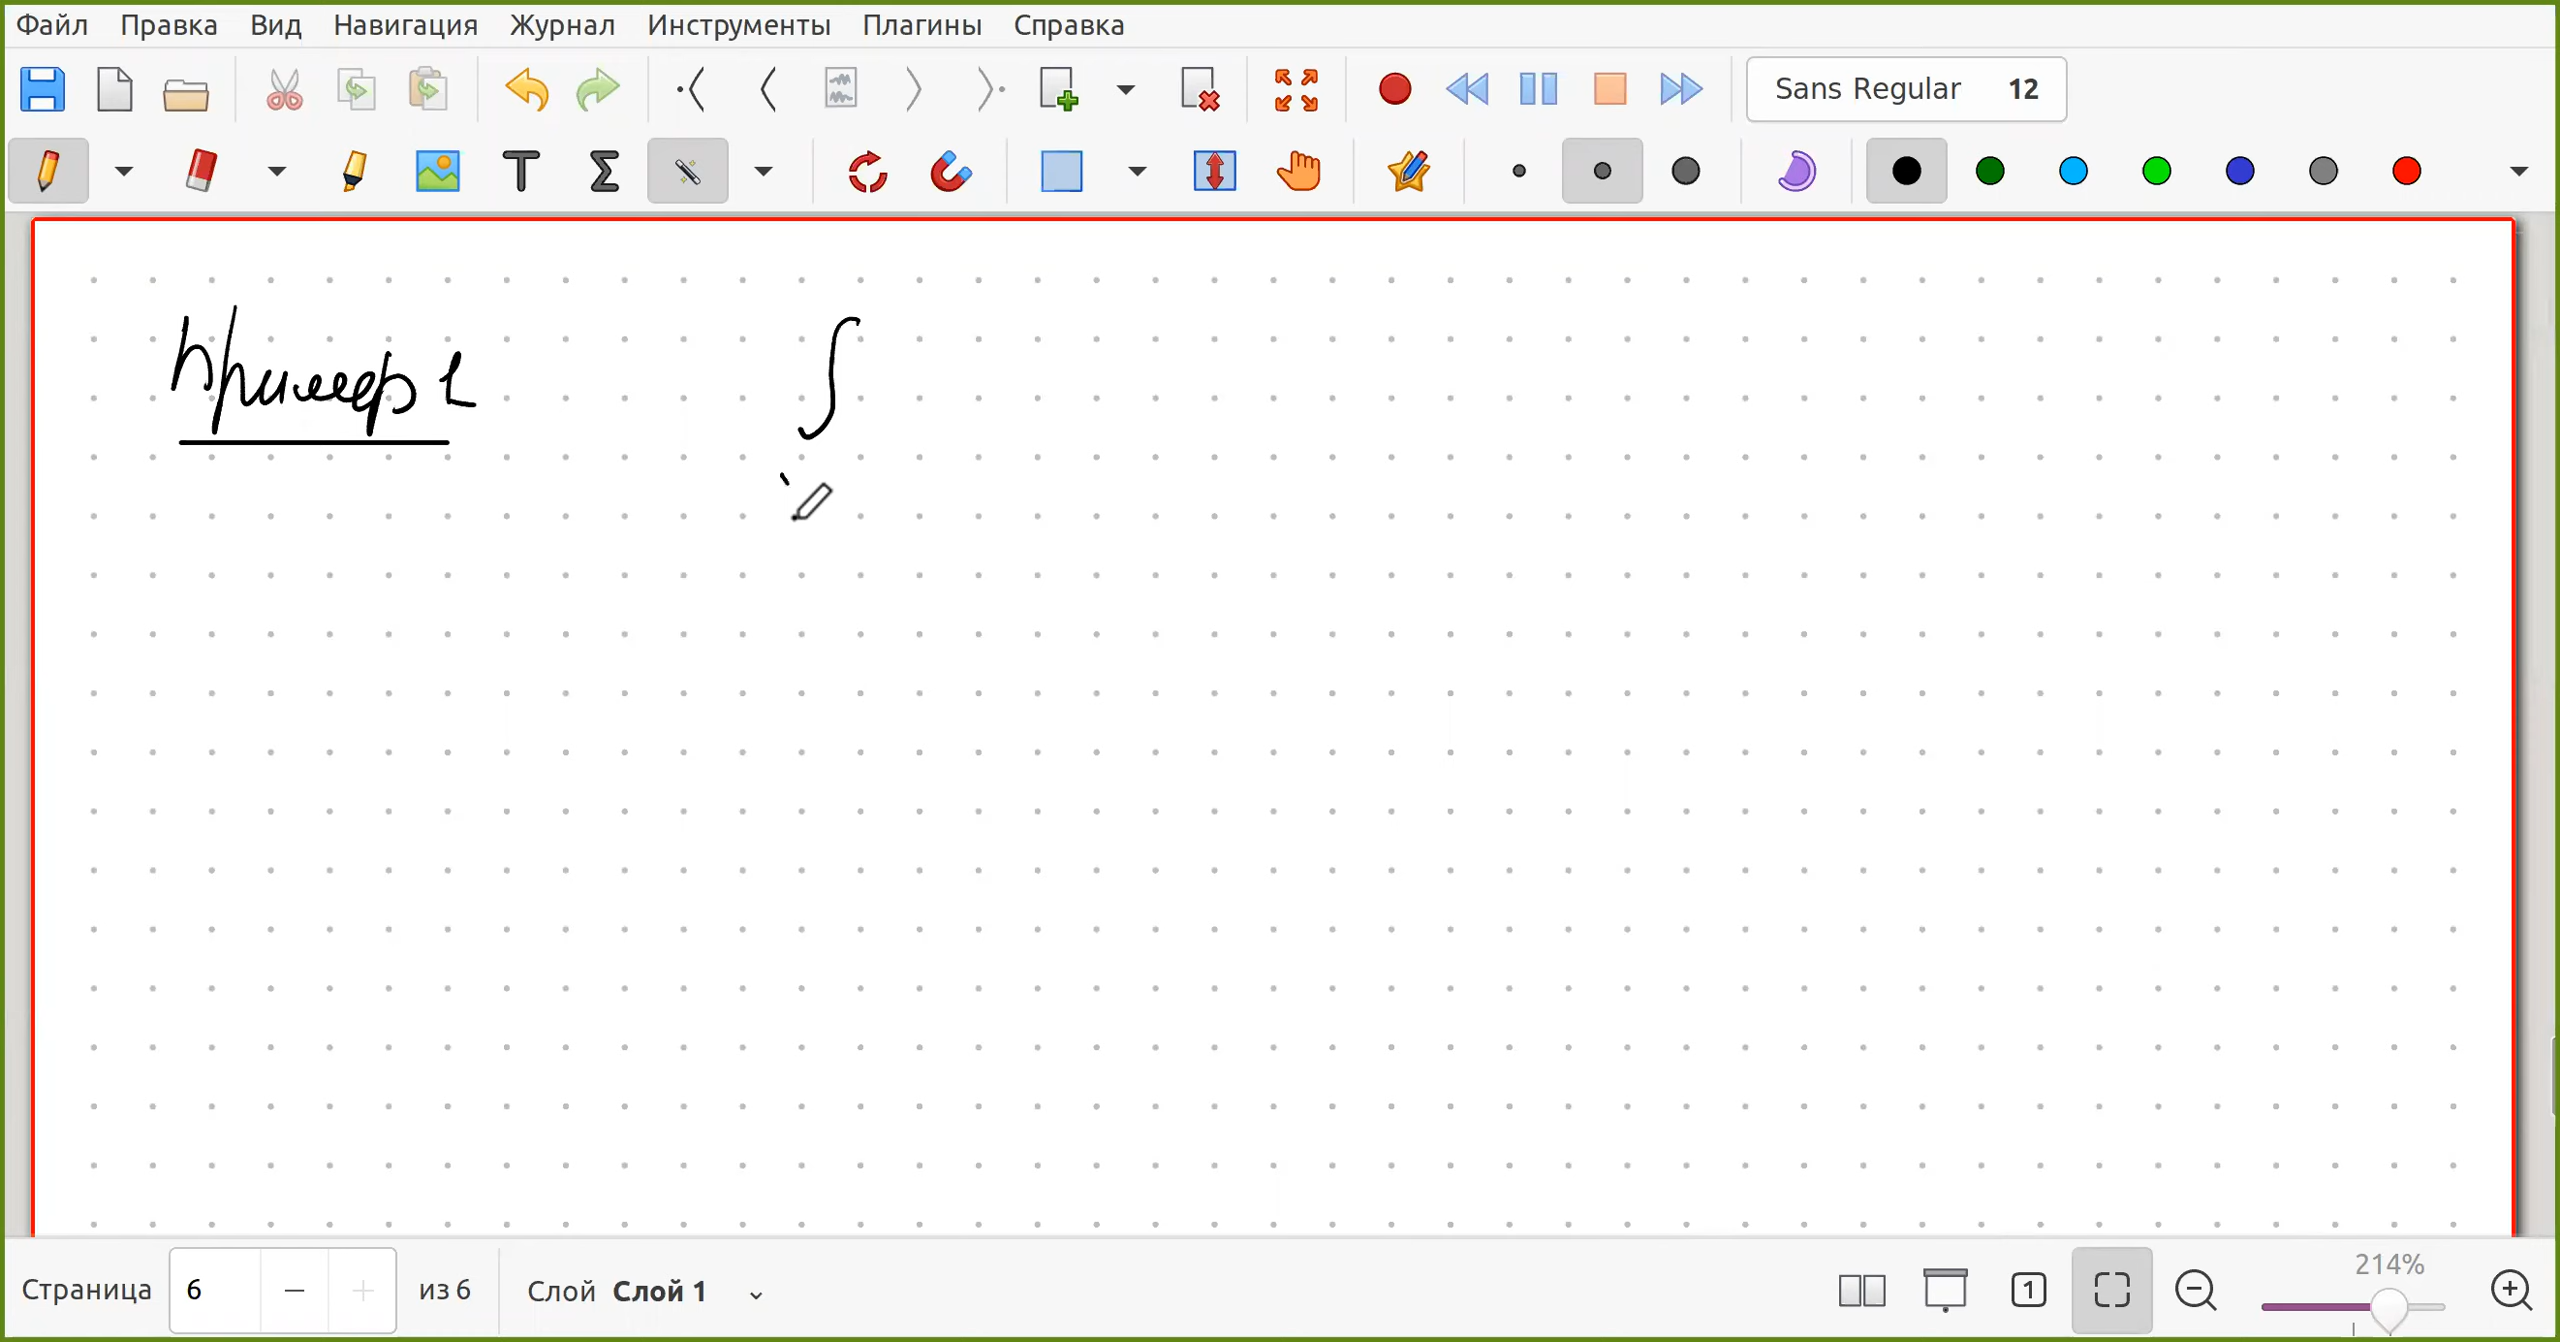 Файл Правка Вид Навигация Журнал Инструменты Плагины Справка
Sans Regular 12
Пример 1 ∫
Страница 6 из 6 Слой Слой 1 1 214%